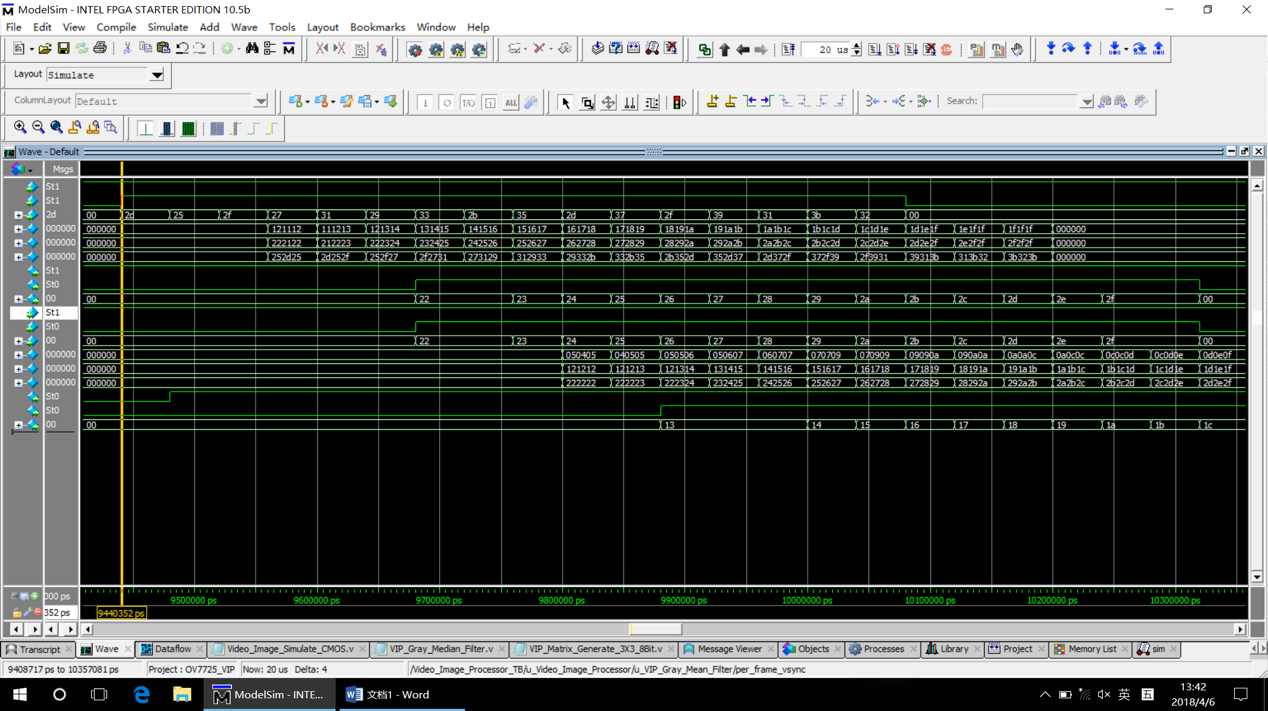 ModelSim - INTEL FPGA STARTER EDITION 10.5b
File Edit View Compile Simulate Add Wave Tools Layout Bookmarks Window Help
20 us
Layout Simulate
ColumnLayout Default
ALL
Search:
Wave - Default
Msgs
St1
St1
2d 00 2d 25 2f 27 31 29 33 2b 35 2d 37 2f 39 31 3b 32 00
000000 000000 121112 111213 121314 131415 141516 151617 161718 171819 18191a 191a1b 1a1b1c 1b1c1d 1c1d1e 1d1e1f 1e1f1f 1f1f1f 000000
000000 000000 222122 212223 222324 232425 242526 252627 262728 272829 28292a 292a2b 2a2b2c 2b2c2d 2c2d2e 2d2e2f 2e2f2f 2f2f2f 000000
000000 000000 252d25 2d252f 252f27 2f2731 273129 312933 29332b 332b35 2b352d 352d37 2d372f 372f39 2f3931 39313b 313b32 3b323b 000000
St1
St0
00 00 22 23 24 25 26 27 28 29 2a 2b 2c 2d 2e 2f 00
St1
St0
00 00 22 23 24 25 26 27 28 29 2a 2b 2c 2d 2e 2f 00
000000 000000 050405 040505 050506 050607 060707 070709 070909 09090a 090a0a 0a0a0c 0a0c0c 0c0c0d 0c0d0e 0d0e0f
000000 000000 121212 121213 121314 131415 141516 151617 161718 171819 18191b 191a1b 1a1b1c 1b1c1d 1c1d1e 1d1e1f
000000 000000 222222 222223 222324 232425 242526 252627 262728 272829 28292a 292a2b 2a2b2c 2b2c2d 2c2d2e 2d2e2f
St0
St0
00 00 13 14 15 16 17 18 19 1a 1b 1c
000 ps 9500000 ps 9600000 ps 9700000 ps 9800000 ps 9900000 ps 10000000 ps 10100000 ps 10200000 ps 10300000 ps
352 ps 9440352 ps
Transcript Wave Dataflow Video_Image_Simulate_CMOS.v VIP_Gray_Median_Filter.v VIP_Matrix_Generate_3X3_8Bit.v Message Viewer Objects Processes Library Project Memory List sim
9408717 ps to 10357081 ps Project : OV7725_VIP Now: 20 us Delta: 4 /Video_Image_Processor_TB/u_Video_Image_Processor/u_VIP_Gray_Mean_Filter/per_frame_vsync
ModelSim - INTE... 文档1 - Word 英 五 13:42
2018/4/6